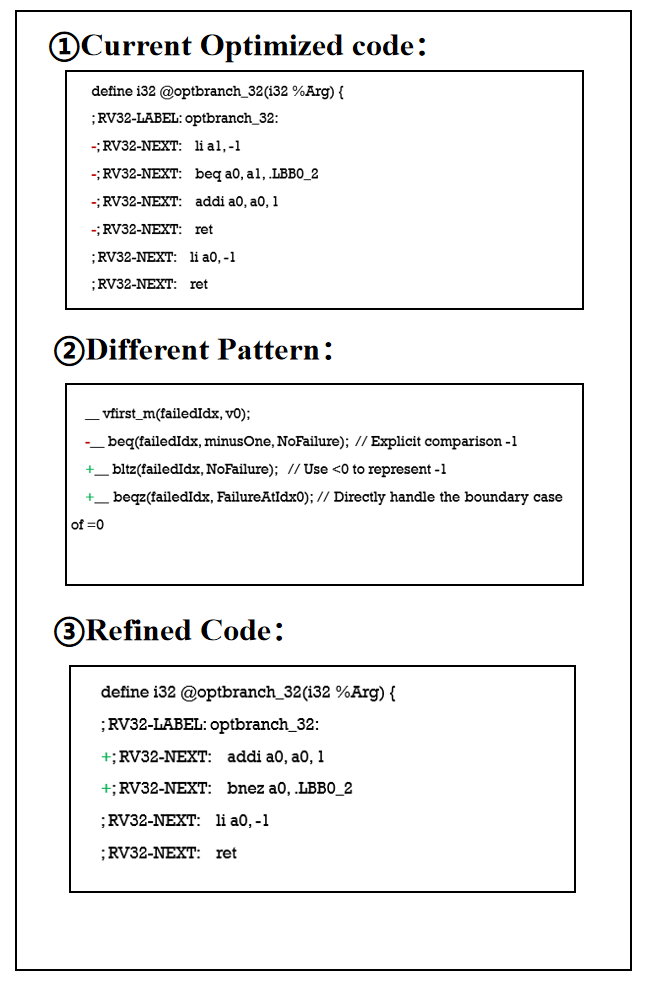 ①Current Optimized code:
define i32 @optbranch_32(i32 %Arg) {
; RV32-LABEL: optbranch_32:
-; RV32-NEXT: li a1, -1
-; RV32-NEXT: beq a0, a1, .LBB0_2
-; RV32-NEXT: addi a0, a0, 1
-; RV32-NEXT: ret
; RV32-NEXT: li a0, -1
; RV32-NEXT: ret
②Different Pattern:
__ vfirst_m(failedIdx, v0);
-__ beq(failedIdx, minusOne, NoFailure); // Explicit comparison -1
+__ bltz(failedIdx, NoFailure); // Use <0 to represent -1
+__ beqz(failedIdx, FailureAtIdx0); // Directly handle the boundary case
of =0
③Refined Code:
define i32 @optbranch_32(i32 %Arg) {
; RV32-LABEL: optbranch_32:
+; RV32-NEXT: addi a0, a0, 1
+; RV32-NEXT: bnez a0, .LBB0_2
; RV32-NEXT: li a0, -1
; RV32-NEXT: ret